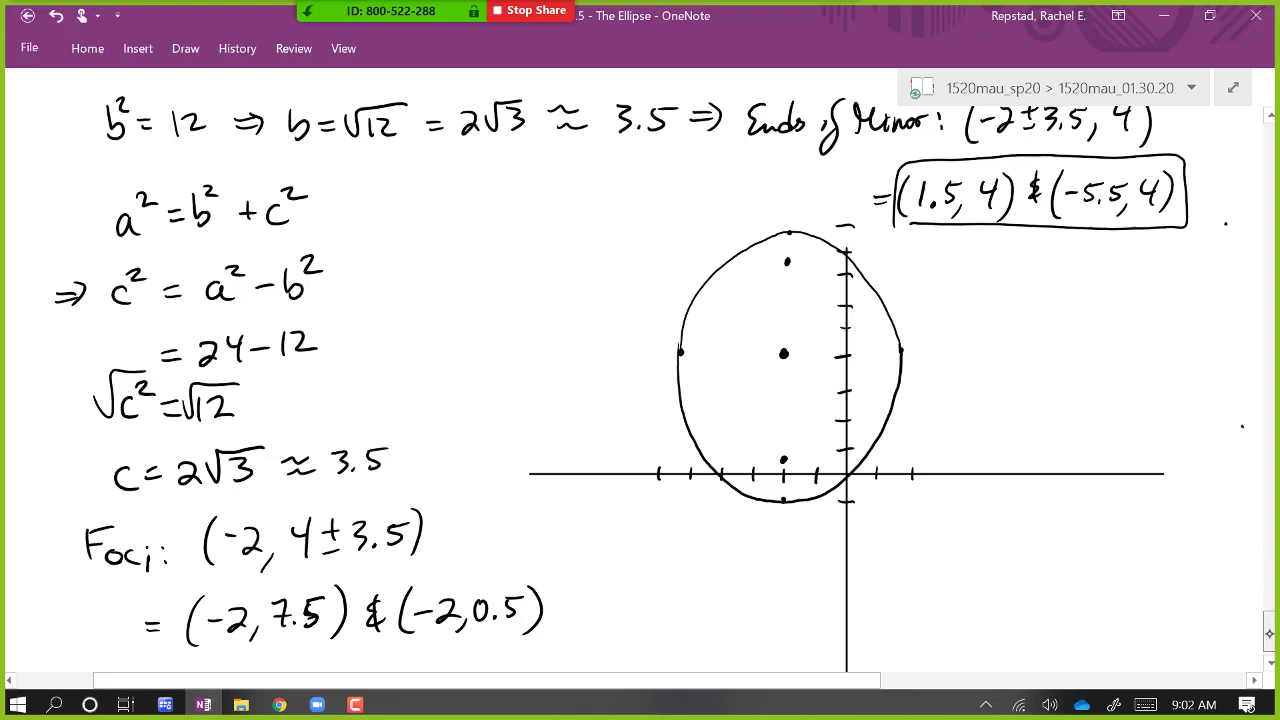 ID: 800-522-288 Stop Share
.5 - The Ellipse - OneNote
Repstad, Rachel E.
File Home Insert Draw History Review View
1520mau_sp20 > 1520mau_01.30.20
b² = 12 ⇒ b = √12 = 2√3 ≈ 3.5 ⇒ Ends of Minor: (-2 ± 3.5, 4)
= (1.5, 4) & (-5.5, 4)
a² = b² + c²
⇒ c² = a² - b²
= 24 - 12
√c² = √12
c = 2√3 ≈ 3.5
Foci: (-2, 4 ± 3.5)
= (-2, 7.5) & (-2, 0.5)
9:02 AM